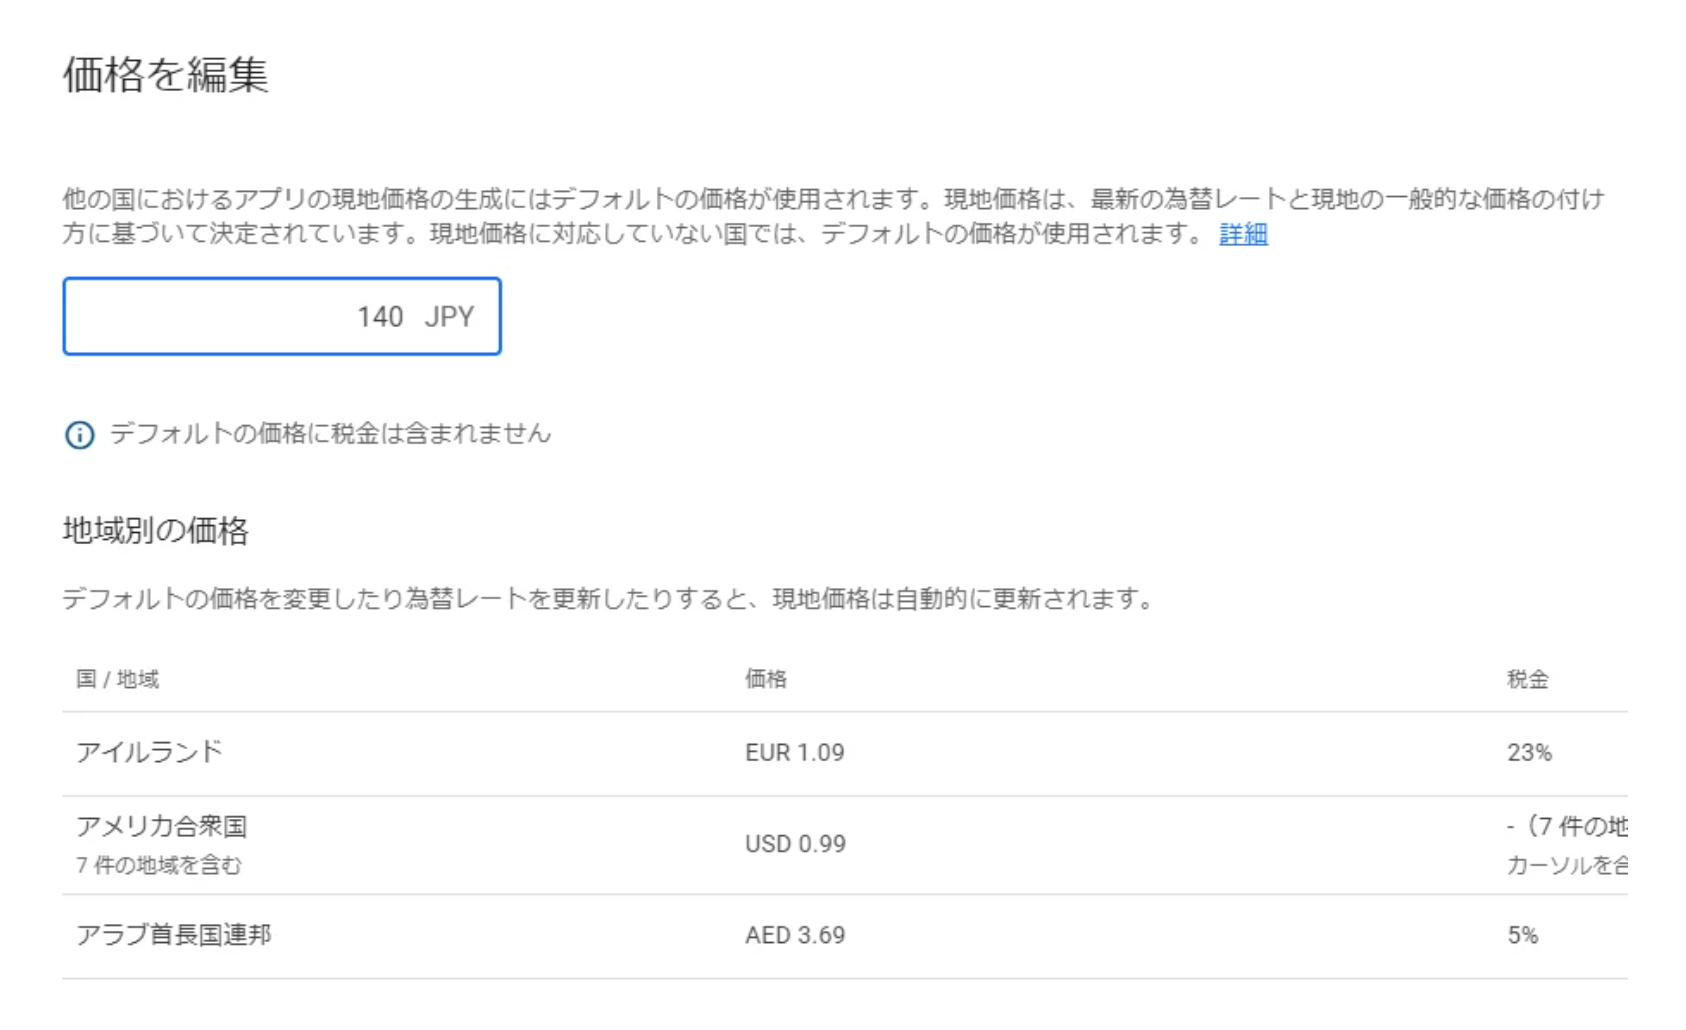 価格を編集
他の国におけるアプリの現地価格の生成にはデフォルトの価格が使用されます。現地価格は、最新の為替レートと現地の一般的な価格の付け
方に基づいて決定されています。現地価格に対応していない国では、デフォルトの価格が使用されます。 詳細
140 JPY
デフォルトの価格に税金は含まれません
地域別の価格
デフォルトの価格を変更したり為替レートを更新したりすると、現地価格は自動的に更新されます。
国 / 地域 価格 税金
アイルランド EUR 1.09 23%
アメリカ合衆国 USD 0.99 -（7 件の地
7 件の地域を含む カーソルを合
アラブ首長国連邦 AED 3.69 5%